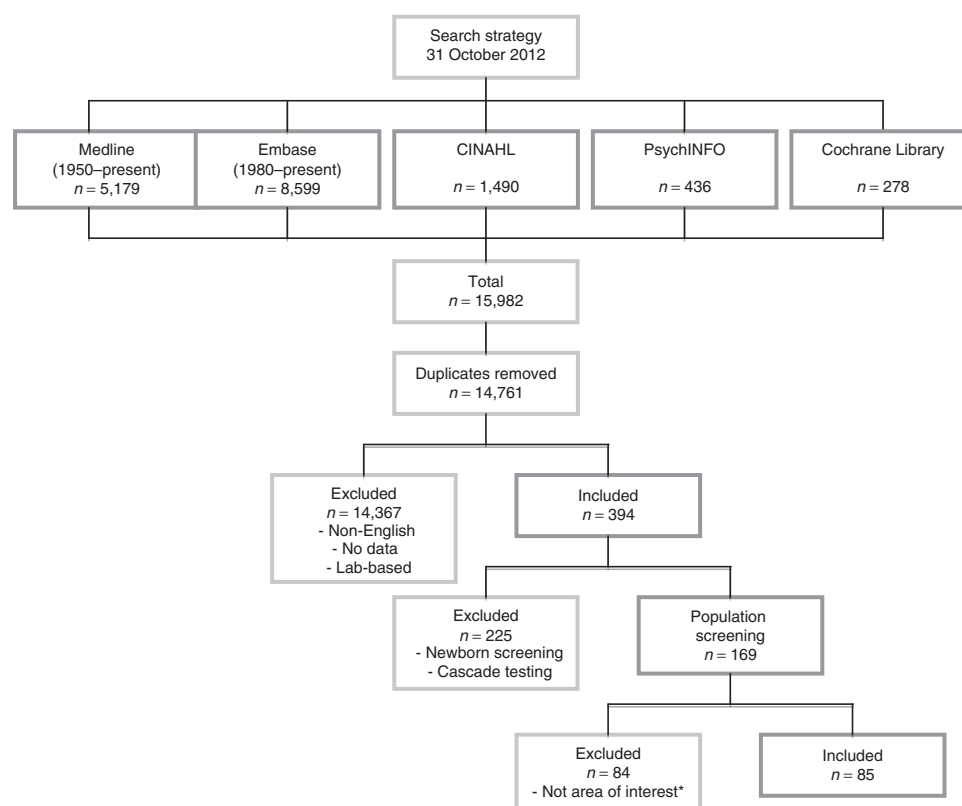 Search strategy
31 October 2012
Medline
(1950–present)
n = 5,179
Embase
(1980–present)
n = 8,599
CINAHL
n = 1,490
PsychINFO
n = 436
Cochrane Library
n = 278
Total
n = 15,982
Duplicates removed
n = 14,761
Excluded
n = 14,367
- Non-English
- No data
- Lab-based
Included
n = 394
Excluded
n = 225
- Newborn screening
- Cascade testing
Population
screening
n = 169
Excluded
n = 84
- Not area of interest*
Included
n = 85